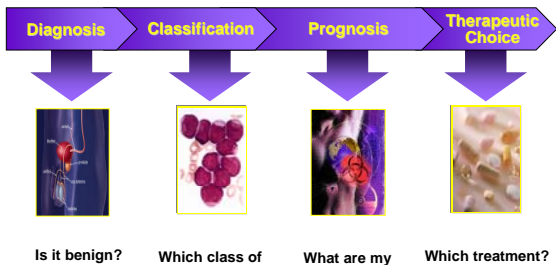 Diagnosis
Classification
Prognosis
Therapeutic
Choice
Is it benign?
Which class of
What are my
Which treatment?